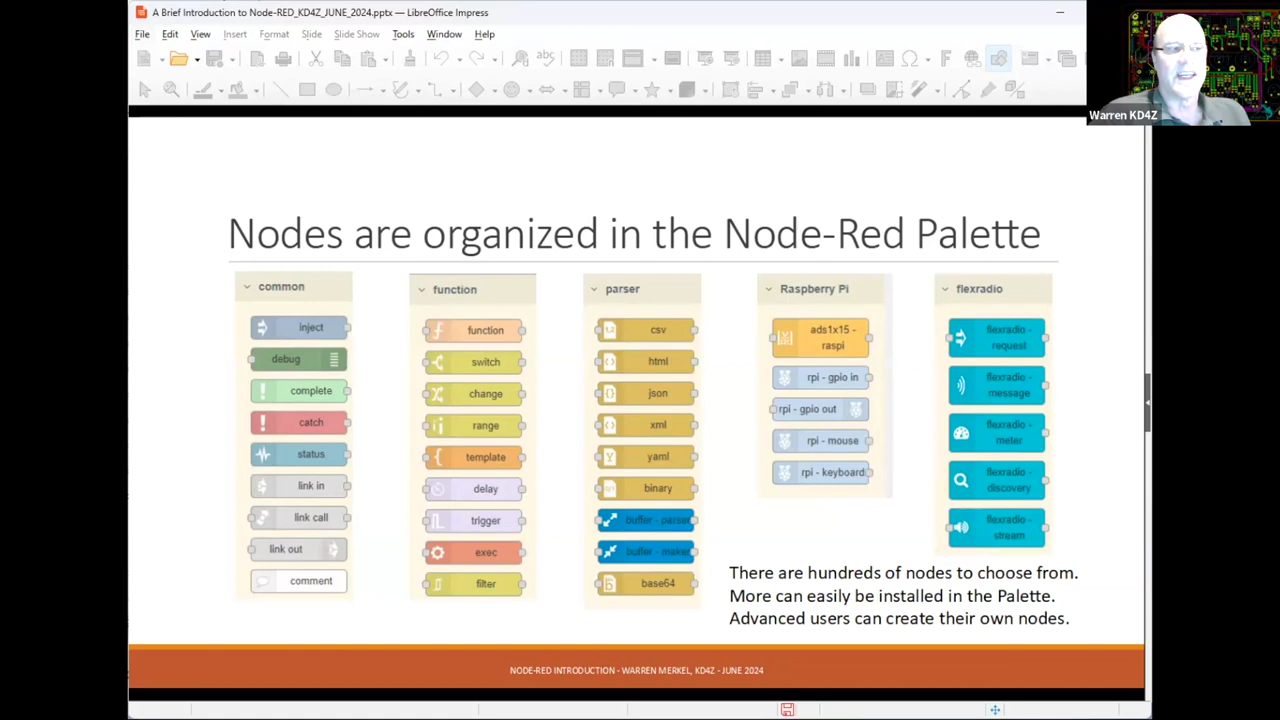 A Brief Introduction to Node-RED_KD4Z_JUNE_2024.pptx — LibreOffice Impress
File Edit View Insert Format Slide Slide Show Tools Window Help
Warren KD4Z
Nodes are organized in the Node-Red Palette
common
inject
debug
complete
catch
status
link in
link call
link out
comment
function
function
switch
change
range
template
delay
trigger
exec
filter
parser
csv
html
json
xml
yaml
binary
buffer - parser
buffer - maker
base64
Raspberry Pi
ads1x15 -
raspi
rpi - gpio in
rpi - gpio out
rpi - mouse
rpi - keyboard
flexradio
flexradio -
request
flexradio -
message
flexradio -
meter
flexradio -
discovery
flexradio -
stream
There are hundreds of nodes to choose from.
More can easily be installed in the Palette.
Advanced users can create their own nodes.
NODE-RED INTRODUCTION - WARREN MERKEL, KD4Z - JUNE 2024